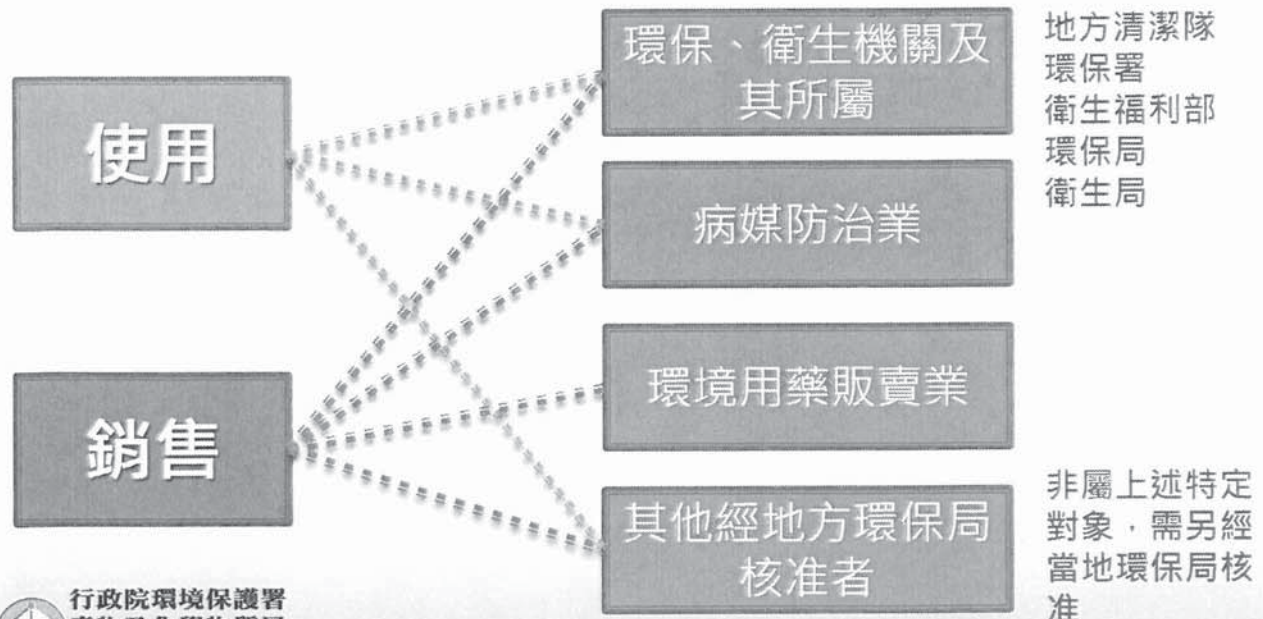 使用
銷售
環保、衛生機關及
其所屬
病媒防治業
環境用藥販賣業
其他經地方環保局
核准者
地方清潔隊
環保署
衛生福利部
環保局
衛生局
非屬上述特定
對象，需另經
當地環保局核
准
行政院環境保護署